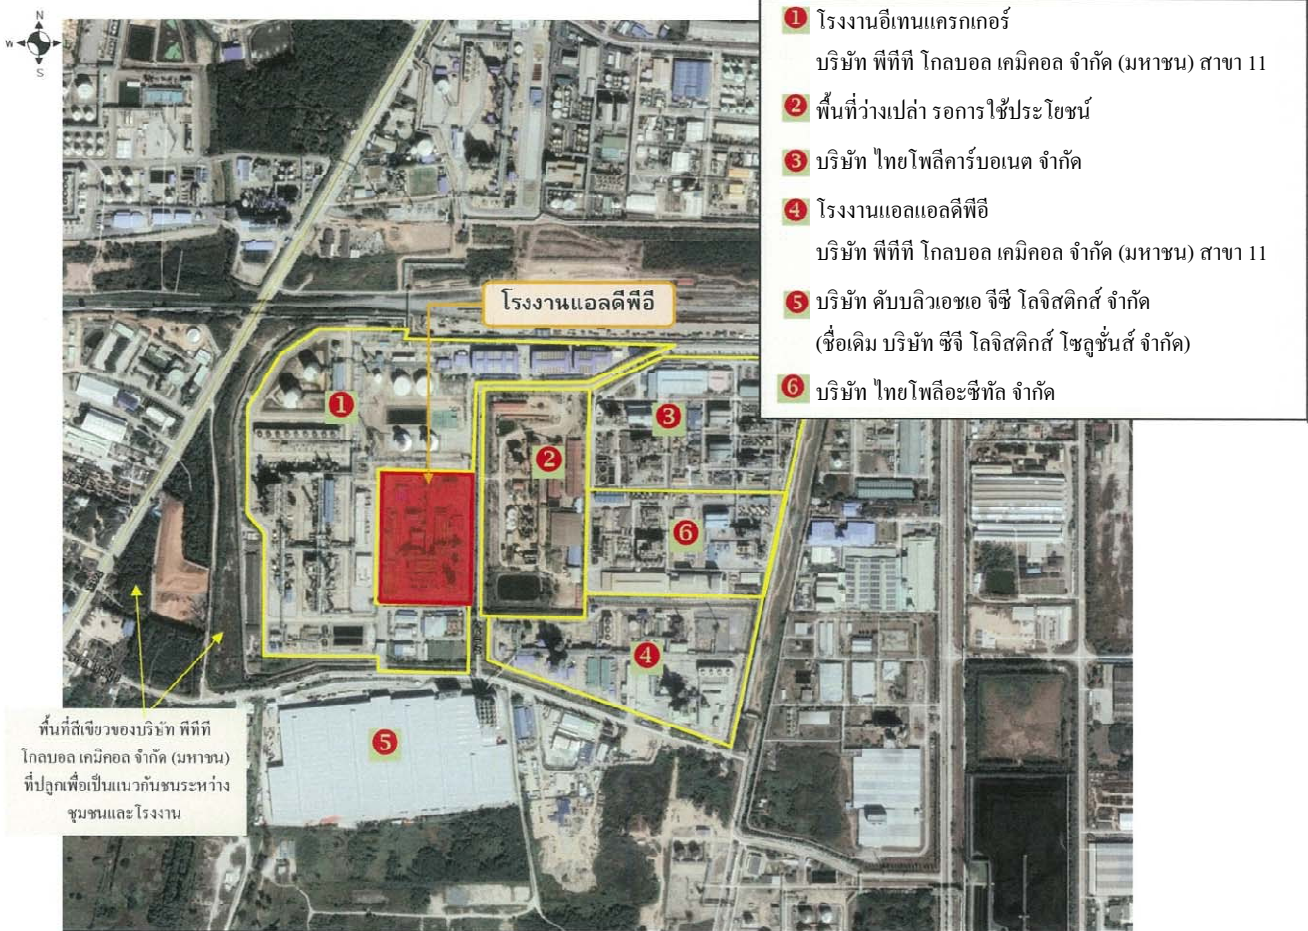 N
W
S
1 โรงงานอีเทนแครกเกอร์
บริษัท พีทีที โกลบอล เคมิคอล จำกัด (มหาชน) สาขา 11
2 พื้นที่ว่างเปล่า รอการใช้ประโยชน์
3 บริษัท ไทยโพลีคาร์บอเนต จำกัด
4 โรงงานแอลแอลดีพีอี
บริษัท พีทีที โกลบอล เคมิคอล จำกัด (มหาชน) สาขา 11
5 บริษัท ดับบลิวเอชเอ จีซี โลจิสติกส์ จำกัด
(ชื่อเดิม บริษัท ซีจี โลจิสติกส์ โซลูชั่นส์ จำกัด)
6 บริษัท ไทยโพลีอะซีทัล จำกัด
โรงงานแอลดีพีอี
1
3
2
6
4
5
พื้นที่สีเขียวของบริษัท พีทีที
โกลบอล เคมิคอล จำกัด (มหาชน)
ที่ปลูกเพื่อเป็นแนวกันชนระหว่าง
ชุมชนและโรงงาน